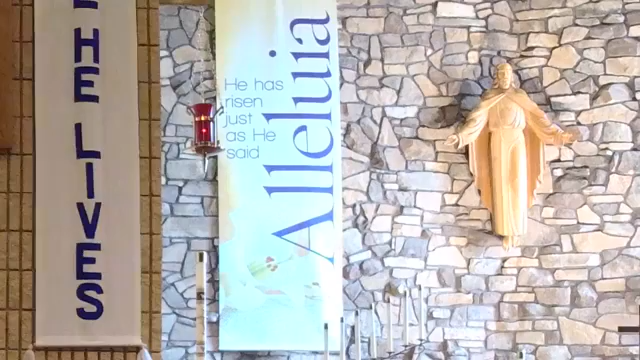 HE LIVES
He has
risen
just
as He
said
Alleluia